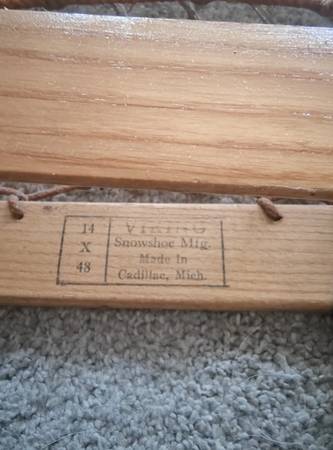 14
X
48
VIKING
Snowshoe Mfg.
Made In
Cadillac, Mich.